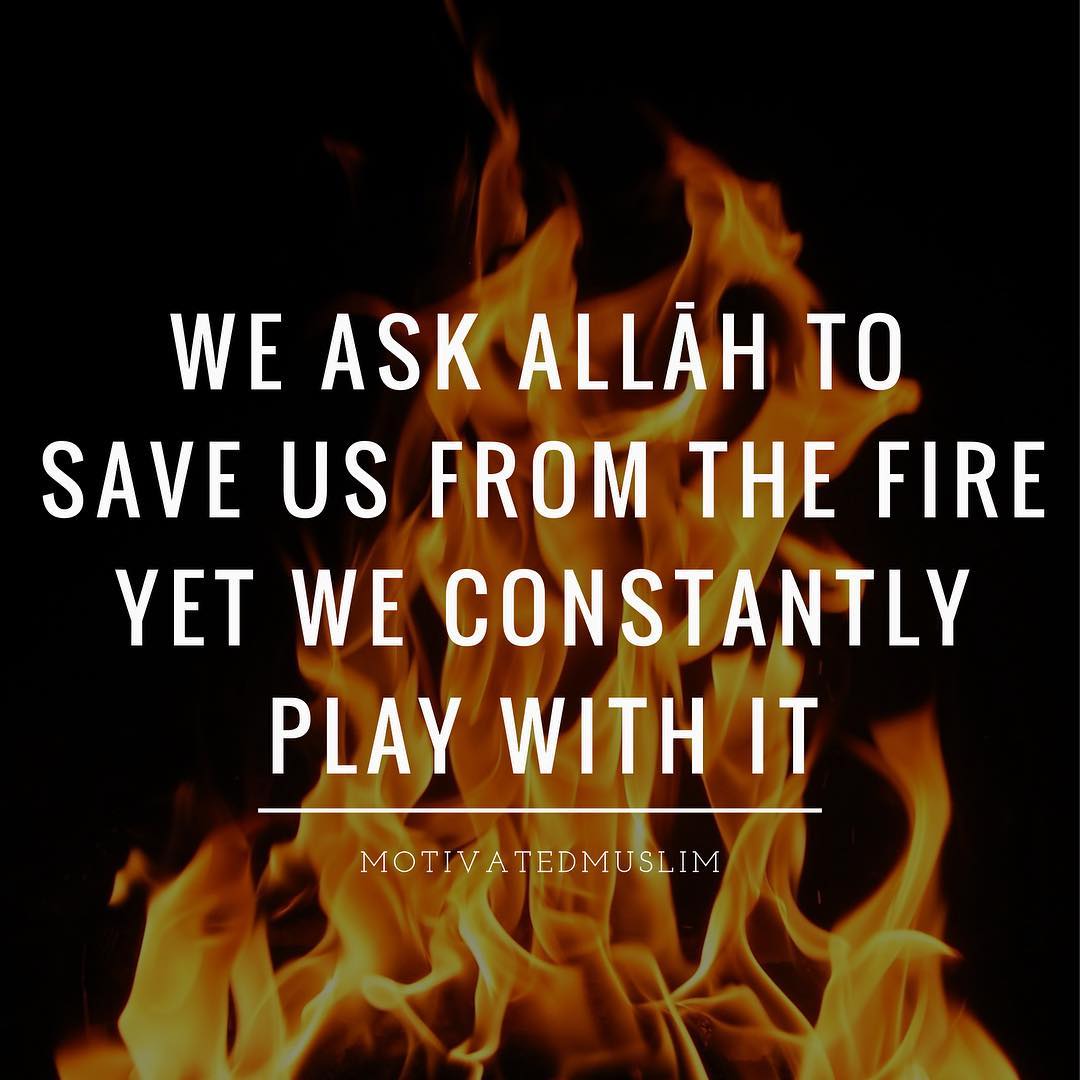 WE ASK ALLĀH TO
SAVE US FROM THE FIRE
YET WE CONSTANTLY
PLAY WITH IT
MOTIVATEDMUSLIM